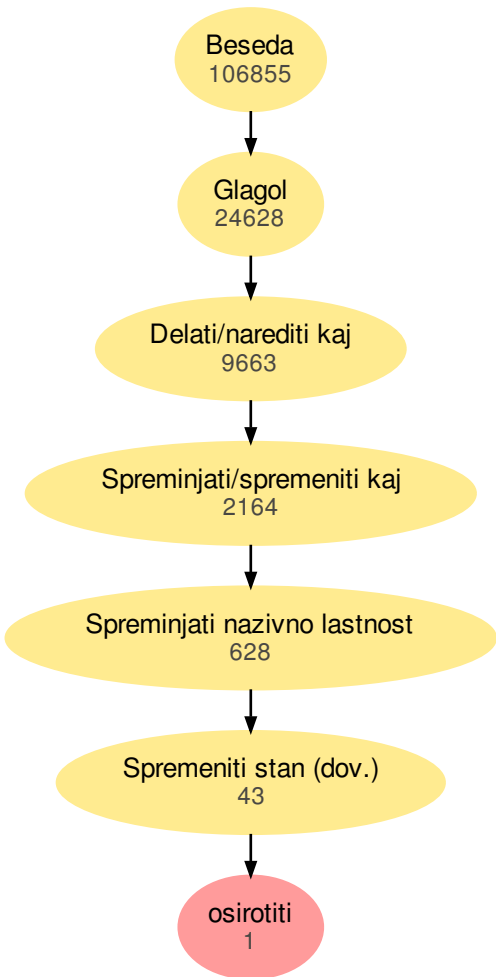 Beseda
106855
Glagol
24628
Delati/narediti kaj
9663
Spreminjati/spremeniti kaj
2164
Spreminjati nazivno lastnost
628
Spremeniti stan (dov.)
43
osirotiti
1